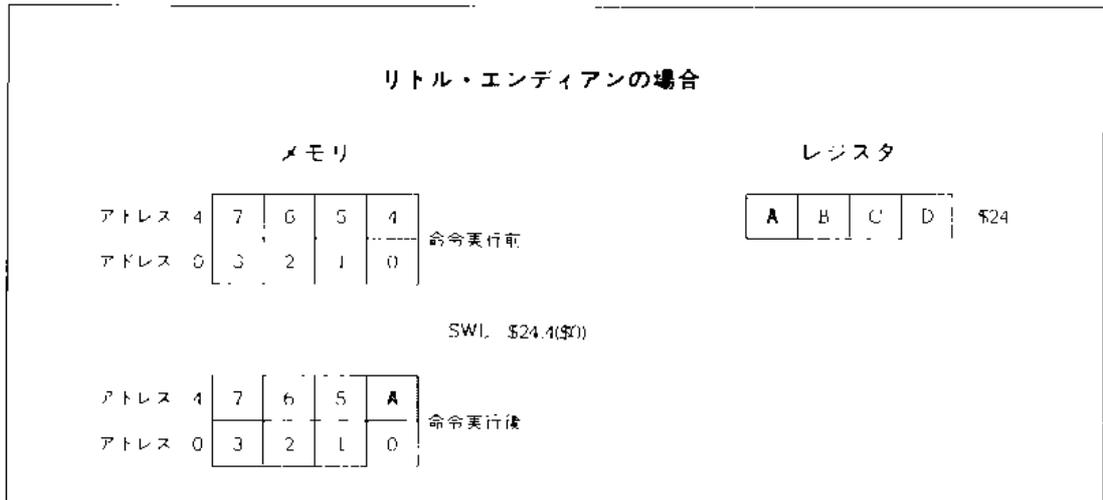 リトル・エンディアンの場合
メモリ
レジスタ
アドレス 4 7 6 5 4
アドレス 0 3 2 1 0
命令実行前
A B C D $24
SWL $24,4($0)
アドレス 4 7 6 5 A
アドレス 0 3 2 1 0
命令実行後